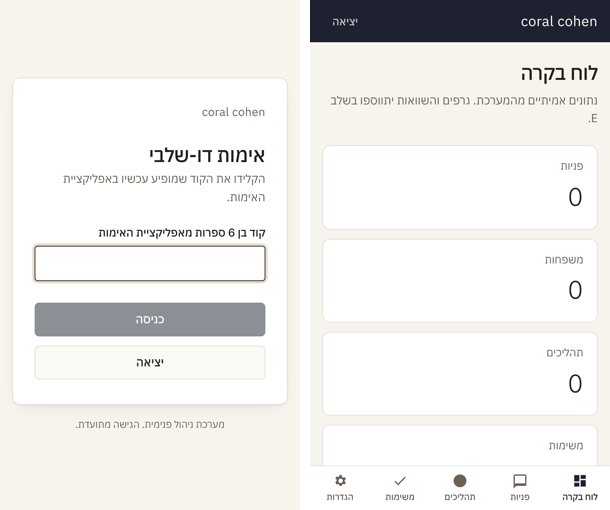 coral cohen
אימות דו-שלבי
הקלידו את הקוד שמופיע עכשיו באפליקציית
האימות.
קוד בן 6 ספרות מאפליקציית האימות
כניסה
יציאה
מערכת ניהול פנימית. הגישה מתועדת.
coral cohen
יציאה
לוח בקרה
נתונים אמיתיים מהמערכת. גרפים והשוואות יתווספו בשלב
E.
פניות
0
משפחות
0
תהליכים
0
משימות
לוח בקרה
פניות
תהליכים
משימות
הגדרות